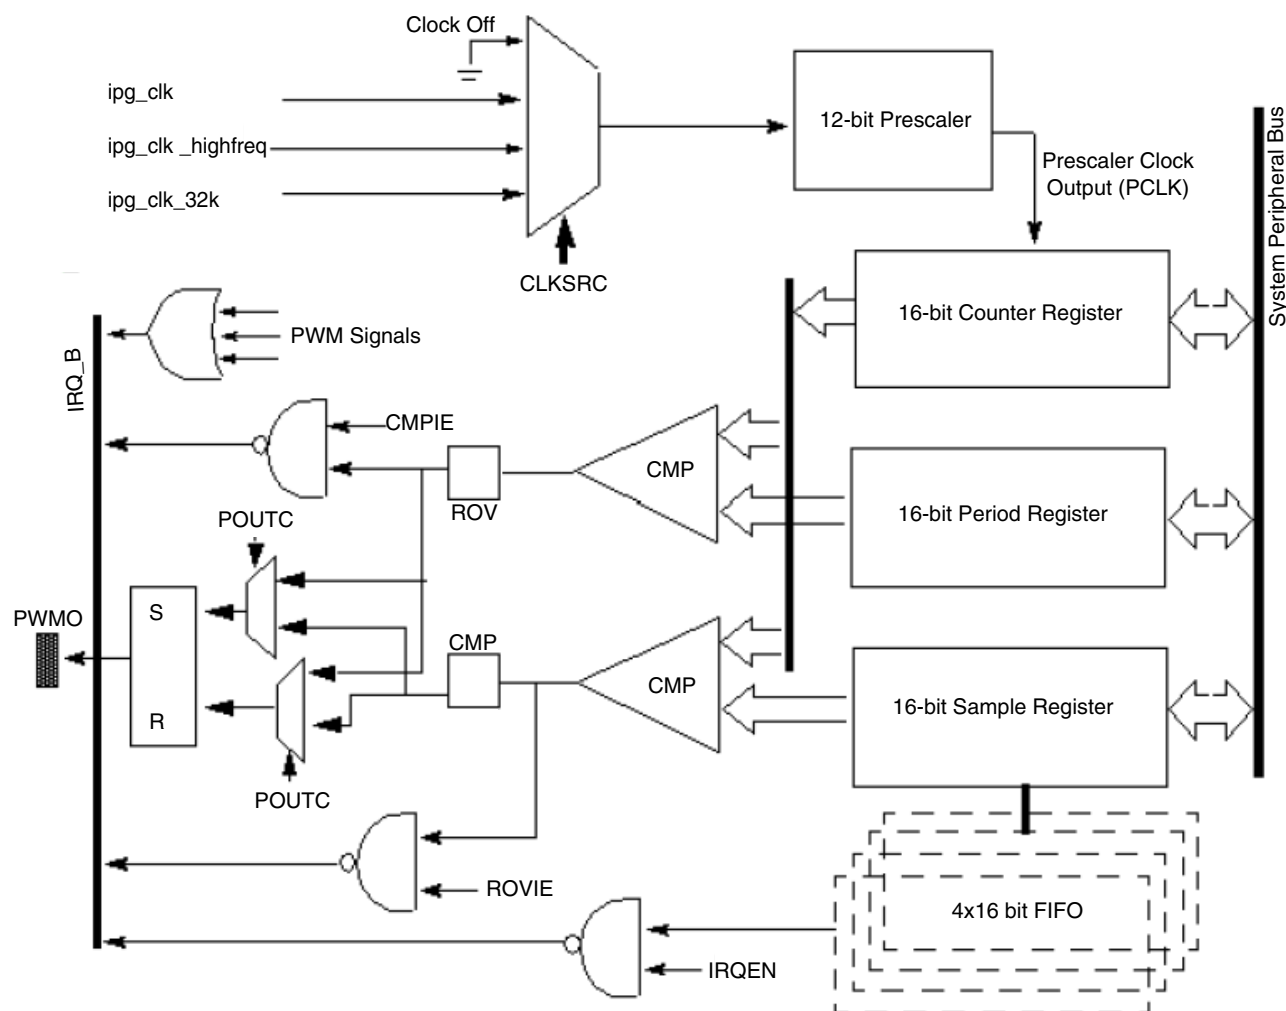 Clock Off
ipg_clk
ipg_clk _highfreq
ipg_clk_32k
CLKSRC
12-bit Prescaler
Prescaler Clock
Output (PCLK)
System Peripheral Bus
16-bit Counter Register
PWM Signals
IRQ_B
CMPIE
CMP
ROV
16-bit Period Register
POUTC
S
R
PWMO
CMP
CMP
16-bit Sample Register
POUTC
ROVIE
4x16 bit FIFO
IRQEN